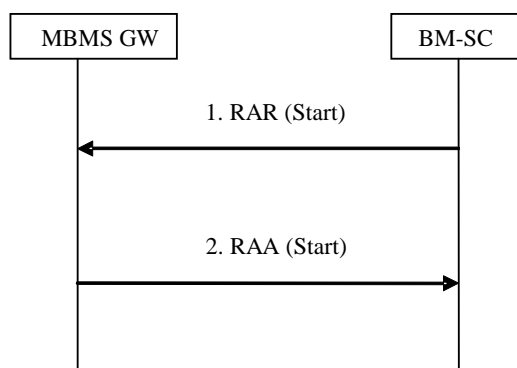 MBMS GW
BM-SC
1. RAR (Start)
2. RAA (Start)